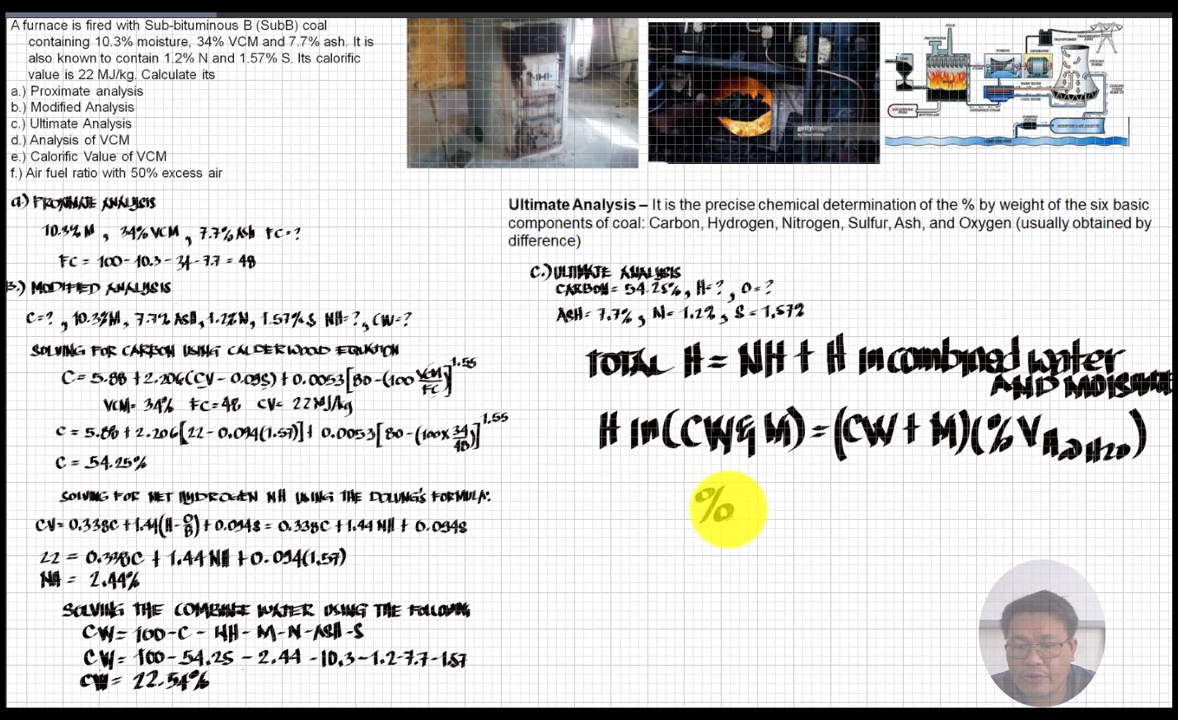 A furnace is fired with Sub-bituminous B (SubB) coal
containing 10.3% moisture, 34% VCM and 7.7% ash. It is
also known to contain 1.2% N and 1.57% S. Its calorific
value is 22 MJ/kg. Calculate its
a.) Proximate analysis
b.) Modified Analysis
c.) Ultimate Analysis
d.) Analysis of VCM
e.) Calorific Value of VCM
f.) Air fuel ratio with 50% excess air
a) PROXIMATE ANALYSIS
10.3% M, 34% VCM, 7.7% ASH FC=?
FC = 100-10.3-34-7.7 = 48
B.) MODIFIED ANALYSIS
C=?, 10.3%M, 7.7% ASH, 1.2%N, 1.57%S NH=?, CW=?
SOLVING FOR CARBON USING CALDERWOOD EQUATION
C = 5.88 + 2.206(CV - 0.09S) + 0.0053[80-(100 VCM/FC)]^1.55
VCM= 34% FC=48 CV= 22MJ/kg
C = 5.88 + 2.206[22 - 0.094(1.57)] + 0.0053[80-(100x 34/48)]^1.55
C = 54.25%
SOLVING FOR NET HYDROGEN NH USING THE DOLUNG'S FORMULA:
CV= 0.338C + 1.44(H-O/8) + 0.094S = 0.338C + 1.44 NH + 0.094S
22 = 0.338C + 1.44 NH + 0.094(1.57)
NH = 2.44%
SOLVING THE COMBINE WATER USING THE FOLLOWING
CW= 100-C-NH-M-N-ASH-S
CW= 100-54.25-2.44-10.3-1.2-7.7-1.57
CW= 22.54%
gettyimages
Ultimate Analysis – It is the precise chemical determination of the % by weight of the six basic
components of coal: Carbon, Hydrogen, Nitrogen, Sulfur, Ash, and Oxygen (usually obtained by
difference)
C.) ULTIMATE ANALYSIS
CARBON= 54.25%, H=?, O=?
ASH= 7.7%, N=1.2%, S=1.57%
TOTAL H = NH + H in combined water
AND MOISTURE
H in (CW & M) = (CW + M)(%
%